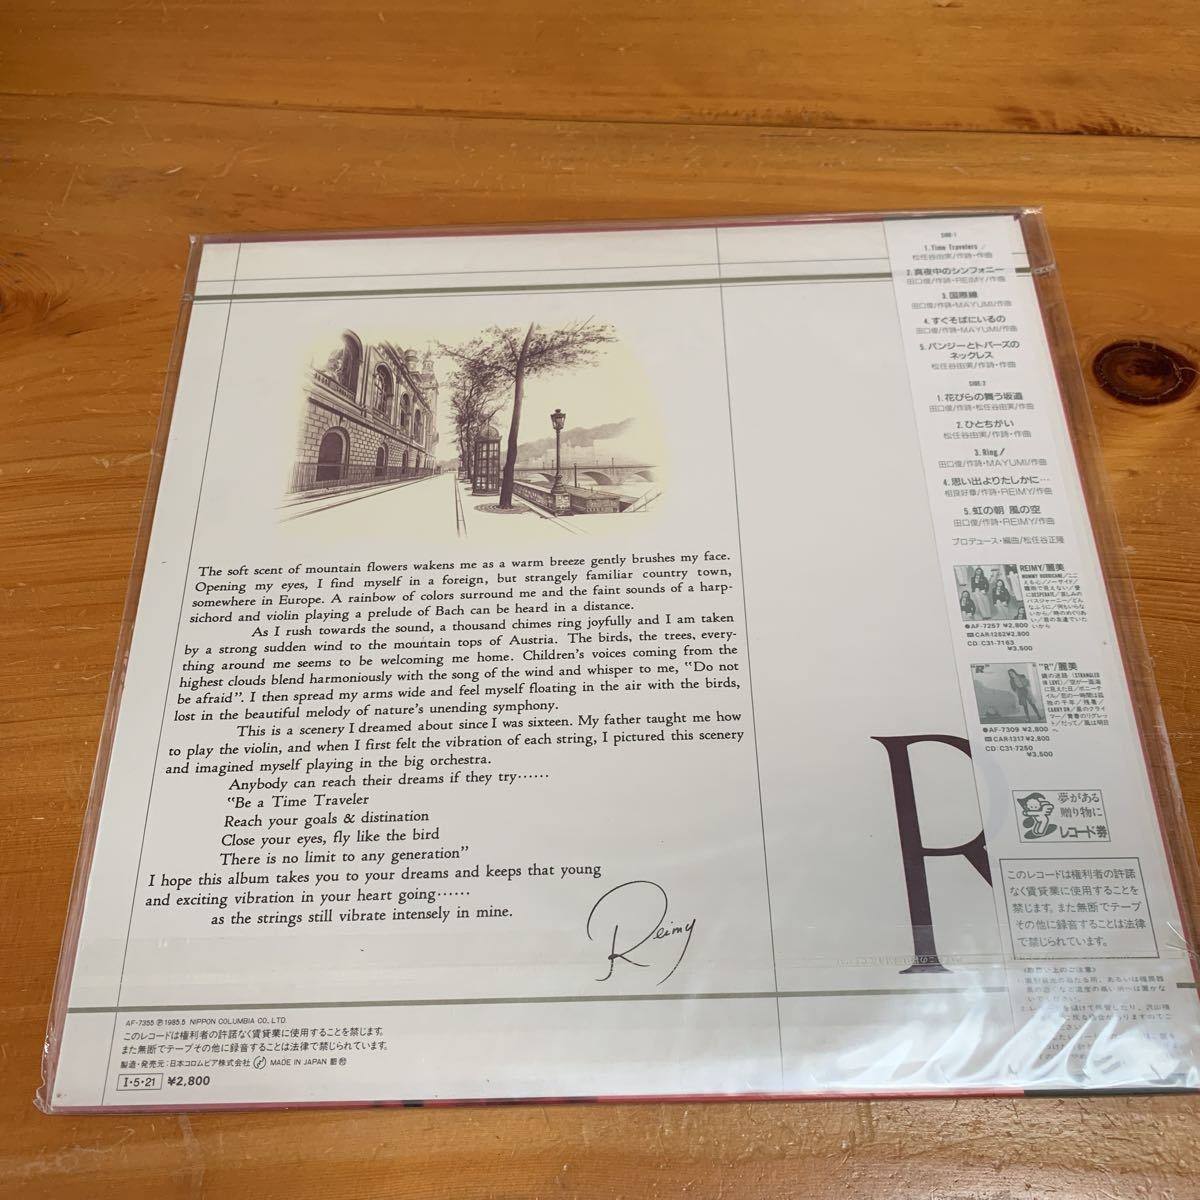 The soft scent of mountain flowers wakens me as a warm breeze gently brushes my face.
Opening my eyes, I find myself in a foreign, but strangely familiar country town,
somewhere in Europe. A rainbow of colors surround me and the faint sounds of a harp-
sichord and violin playing a prelude of Bach can be heard in a distance.
As I rush towards the sound, a thousand chimes ring joyfully and I am taken
by a strong sudden wind to the mountain tops of Austria. The birds, the trees, every-
thing around me seems to be welcoming me home. Children's voices coming from the
highest clouds blend harmoniously with the song of the wind and whisper to me, "Do not
be afraid". I then spread my arms wide and feel myself floating in the air with the birds,
lost in the beautiful melody of nature's unending symphony.
This is a scenery I dreamed about since I was sixteen. My father taught me how
to play the violin, and when I first felt the vibration of each string, I pictured this scenery
and imagined myself playing in the big orchestra.
Anybody can reach their dreams if they try……
"Be a Time Traveler
Reach your goals & distination
Close your eyes, fly like the bird
There is no limit to any generation"
I hope this album takes you to your dreams and keeps that young
and exciting vibration in your heart going……
as the strings still vibrate intensely in mine.
Reimy
AF-7355 Ⓟ1985.5 NIPPON COLUMBIA CO., LTD.
このレコードは権利者の許諾なく賃貸業に使用することを禁じます。
また無断でテープその他に録音することは法律で禁じられています。
製造・発売元:日本コロムビア株式会社 MADE IN JAPAN
I・5・21 ¥2,800
R
SIDE-1
1. Time Travelers
松任谷由実/作詩・作曲
2. 真夜中のシンフォニー
田口俊/作詩・REIMY/作曲
3. 国際線
田口俊/作詩・MAYUMI/作曲
4. すぐそばにいるの
田口俊/作詩・MAYUMI/作曲
5. パンジーとトパーズの
ネックレス
松任谷由実/作詩・作曲
SIDE-2
1. 花びらの舞う坂道
田口俊/作詩・松任谷由実/作曲
2. ひとちがい
松任谷由実/作詩・作曲
3. Ring!
田口俊/作詩・MAYUMI/作曲
4. 思い出よりたしかに…
相良好章/作詩・REIMY/作曲
5. 虹の朝 風の空
田口俊/作詩・REIMY/作曲
プロデュース・編曲/松任谷正隆
REIMY/麗美
●AF-7257 ¥2,800
CAR-1282 ¥2,800
CD: C31-7163
¥3,500
"R"/麗美
●AF-7309 ¥2,800
CAR-1317 ¥2,800
CD: C31-7250
¥3,500
夢がある
贈り物に
レコード券
このレコードは権利者の許諾
なく賃貸業に使用することを
禁じます。また無断でテープ
その他に録音することは法律
で禁じられています。